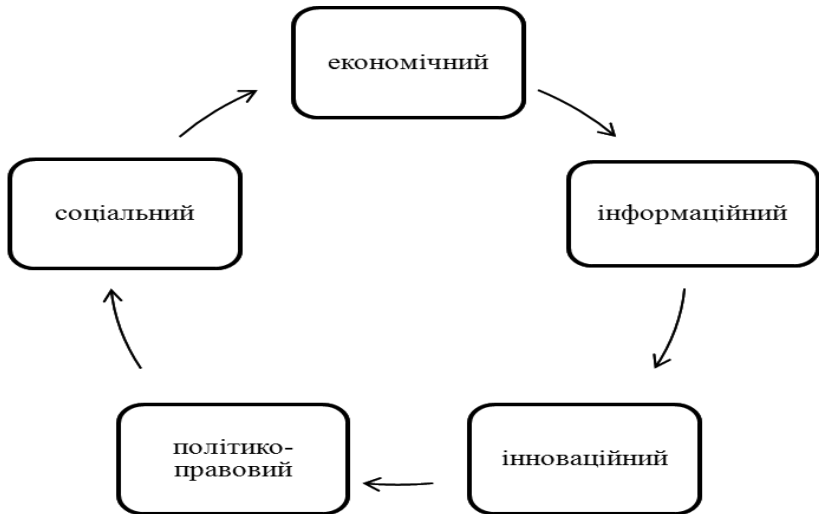 економічний
інформаційний
інноваційний
політико-
правовий
соціальний